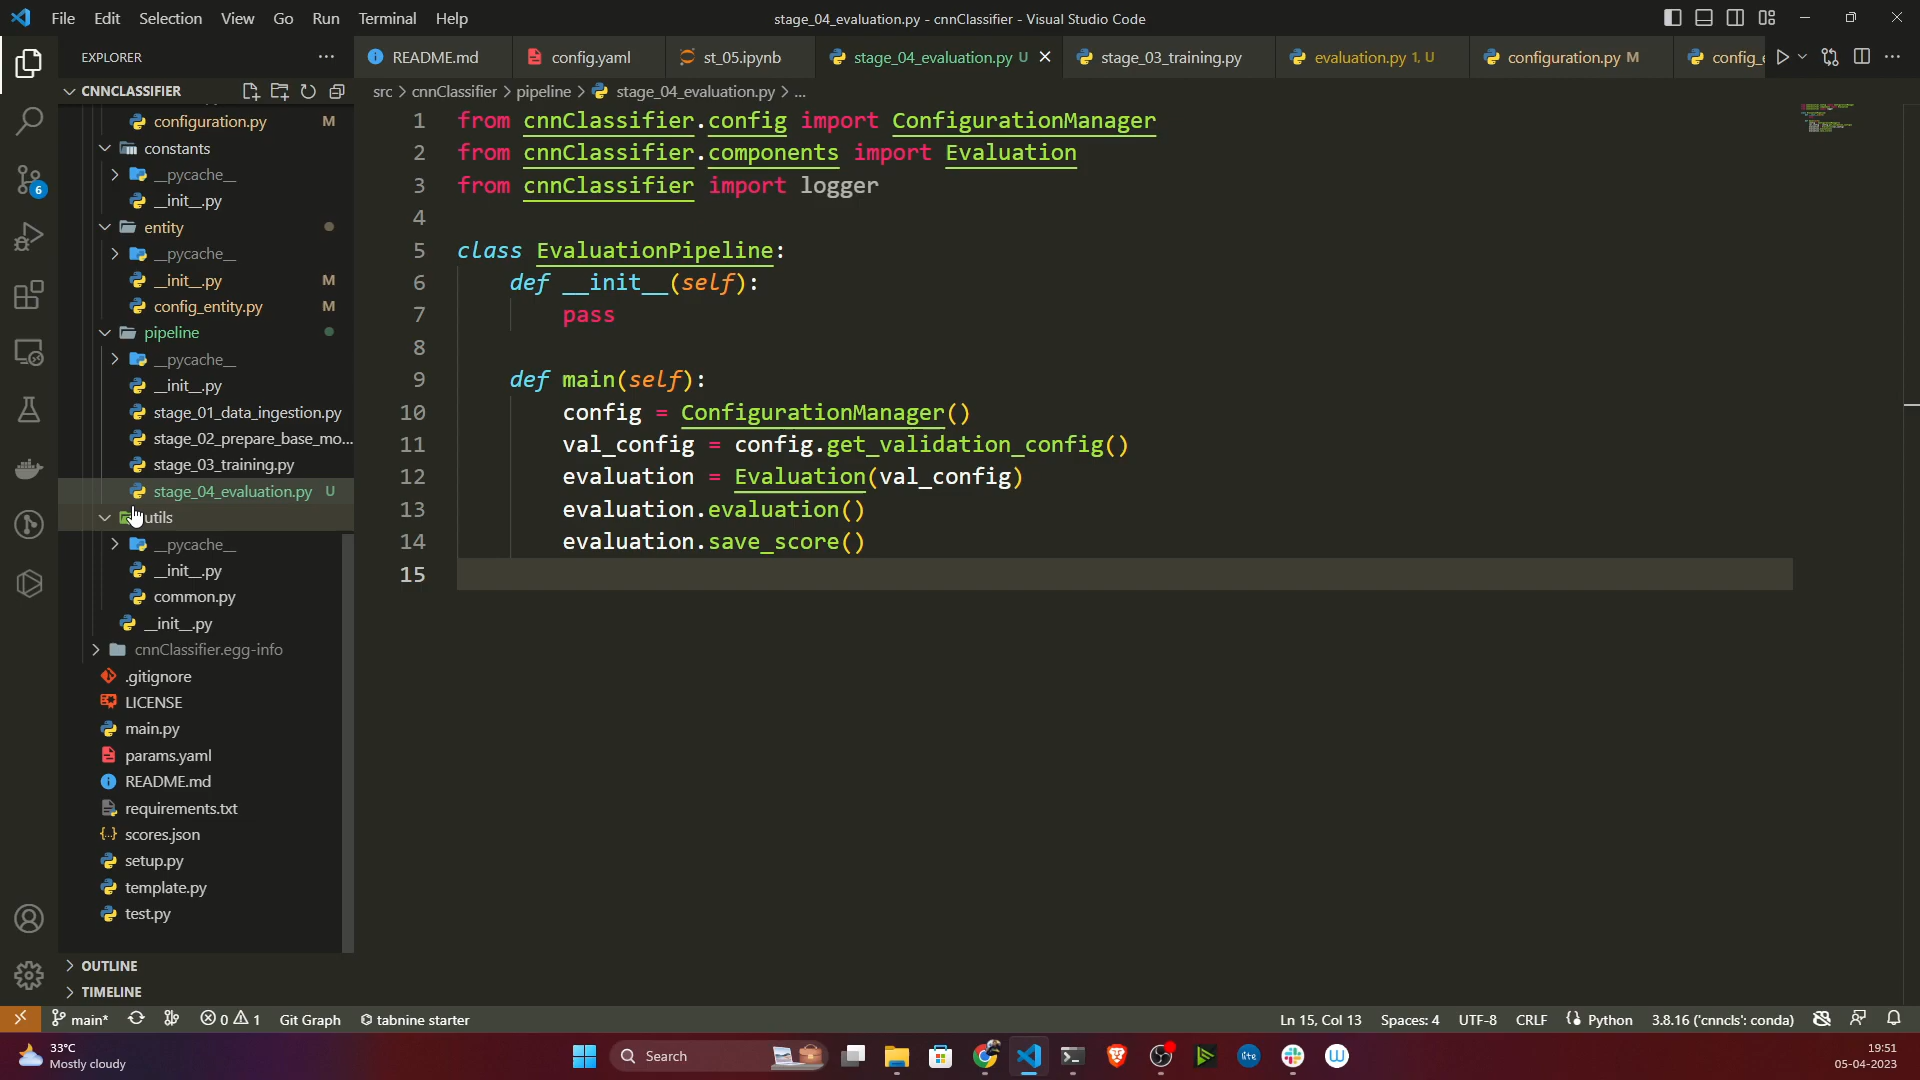 File Edit Selection View Go Run Terminal Help
stage_04_evaluation.py - cnnClassifier - Visual Studio Code
EXPLORER
README.md
config.yaml
st_05.ipynb
stage_04_evaluation.py U
stage_03_training.py
evaluation.py 1, U
configuration.py M
config_e
CNNCLASSIFIER
src > cnnClassifier > pipeline > stage_04_evaluation.py > ...
configuration.py M
constants
__pycache__
__init__.py
entity
__pycache__
__init__.py M
config_entity.py M
pipeline
__pycache__
__init__.py
stage_01_data_ingestion.py
stage_02_prepare_base_mo...
stage_03_training.py
stage_04_evaluation.py U
utils
__pycache__
__init__.py
common.py
__init__.py
cnnClassifier.egg-info
.gitignore
LICENSE
main.py
params.yaml
README.md
requirements.txt
scores.json
setup.py
template.py
test.py
OUTLINE
TIMELINE
1 from cnnClassifier.config import ConfigurationManager
2 from cnnClassifier.components import Evaluation
3 from cnnClassifier import logger
4
5 class EvaluationPipeline:
6 def __init__(self):
7 pass
8
9 def main(self):
10 config = ConfigurationManager()
11 val_config = config.get_validation_config()
12 evaluation = Evaluation(val_config)
13 evaluation.evaluation()
14 evaluation.save_score()
15
6
main* 0 1 Git Graph tabnine starter
Ln 15, Col 13 Spaces: 4 UTF-8 CRLF Python 3.8.16 ('cnncls': conda)
33°C
Mostly cloudy
Search
lite
W
19:51
05-04-2023